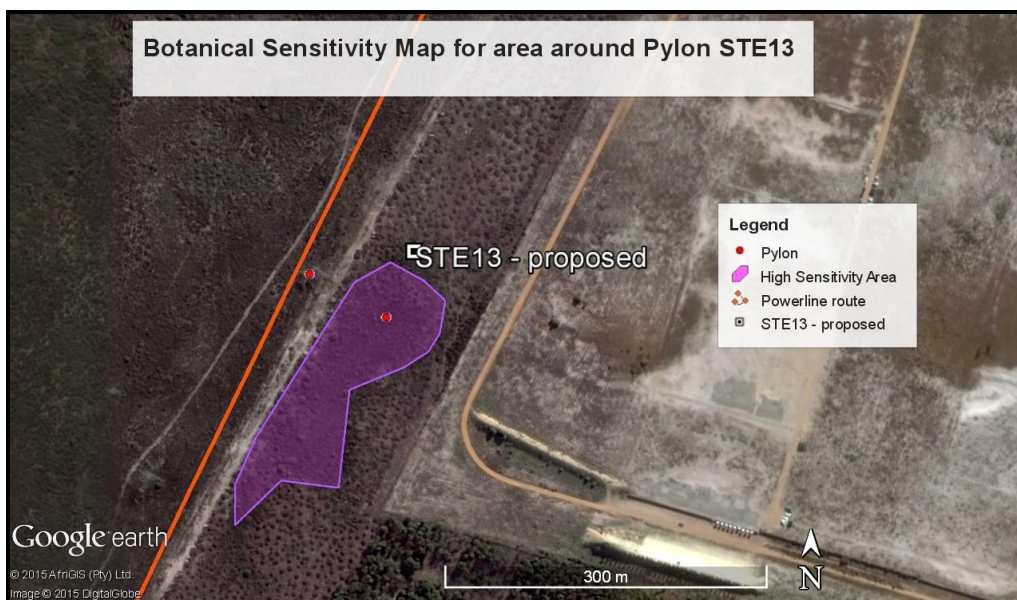 Botanical Sensitivity Map for area around Pylon STE13
STE13 - proposed
Legend
Pylon
High Sensitivity Area
Powerline route
STE13 - proposed
Google earth
© 2015 AfriGIS (Pty) Ltd.
Image © 2015 DigitalGlobe
300 m
N